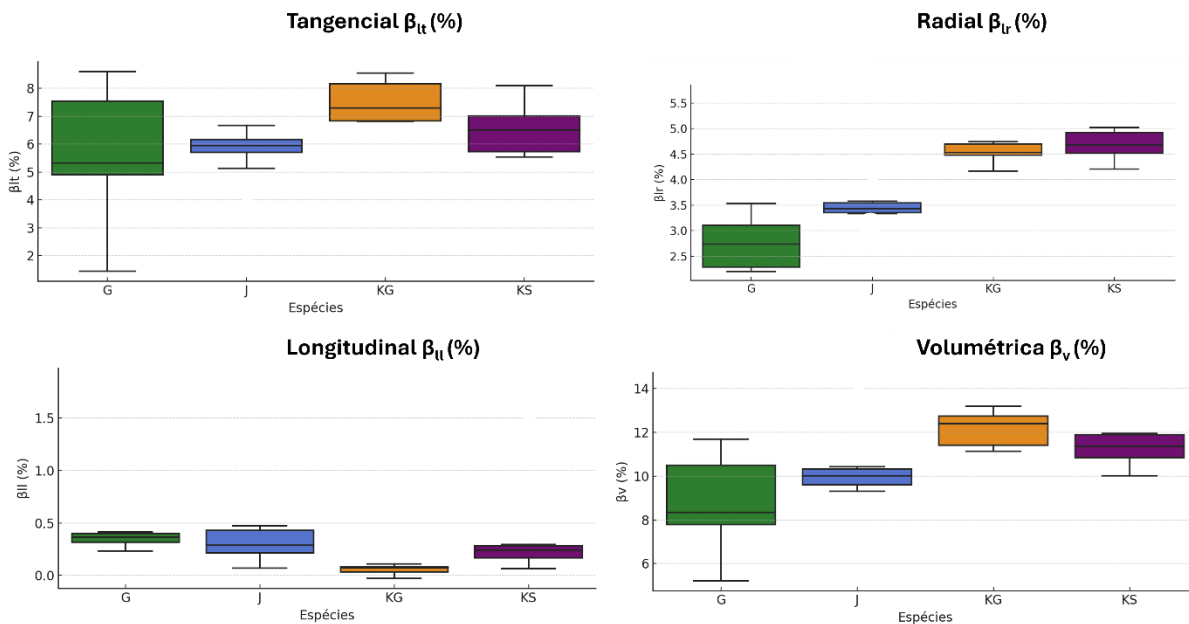 Tangencial βlt (%)
βlt (%)
8
7
6
5
4
3
2
G J KG KS
Espécies
Radial βlr (%)
βlr (%)
5.5
5.0
4.5
4.0
3.5
3.0
2.5
G J KG KS
Espécies
Longitudinal βll (%)
βll (%)
1.5
1.0
0.5
0.0
G J KG KS
Espécies
Volumétrica βv (%)
βv (%)
14
12
10
8
6
G J KG KS
Espécies